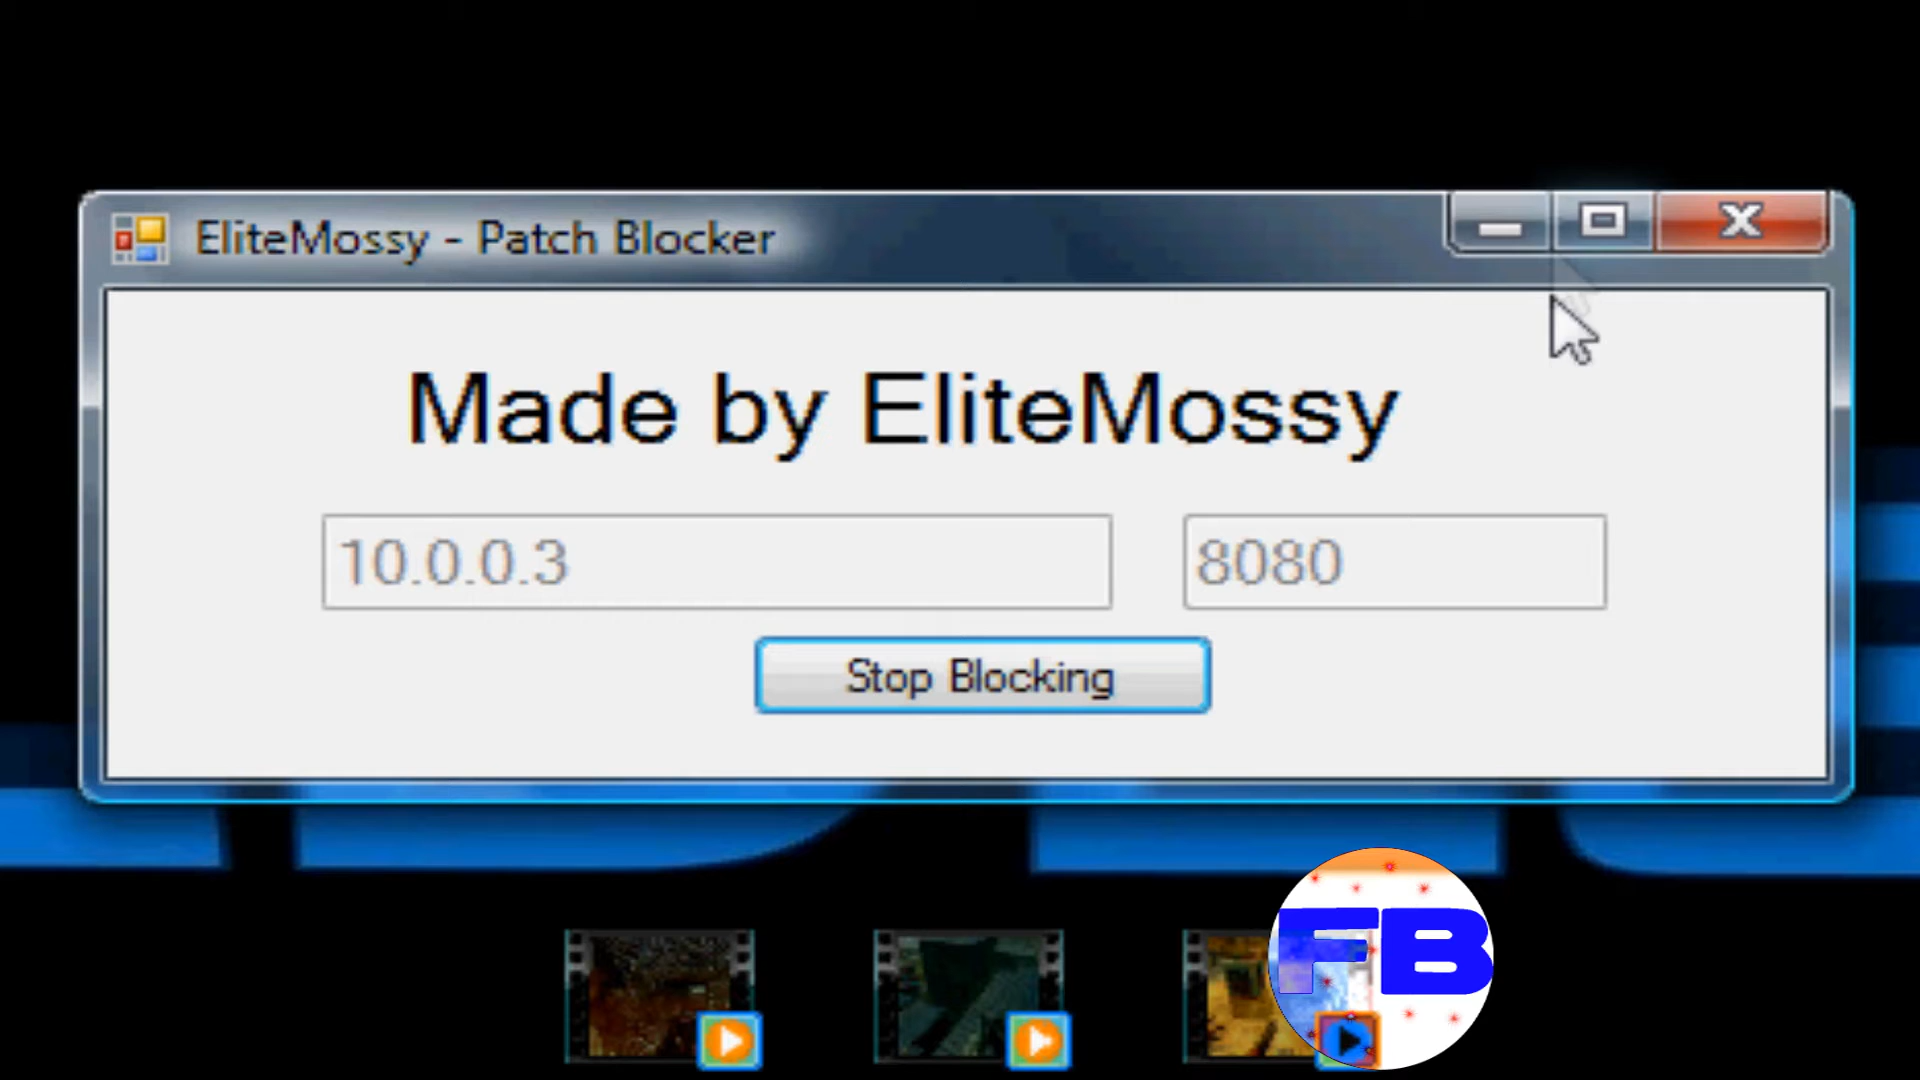 EliteMossy - Patch Blocker
Made by EliteMossy
10.0.0.3
8080
Stop Blocking
FB